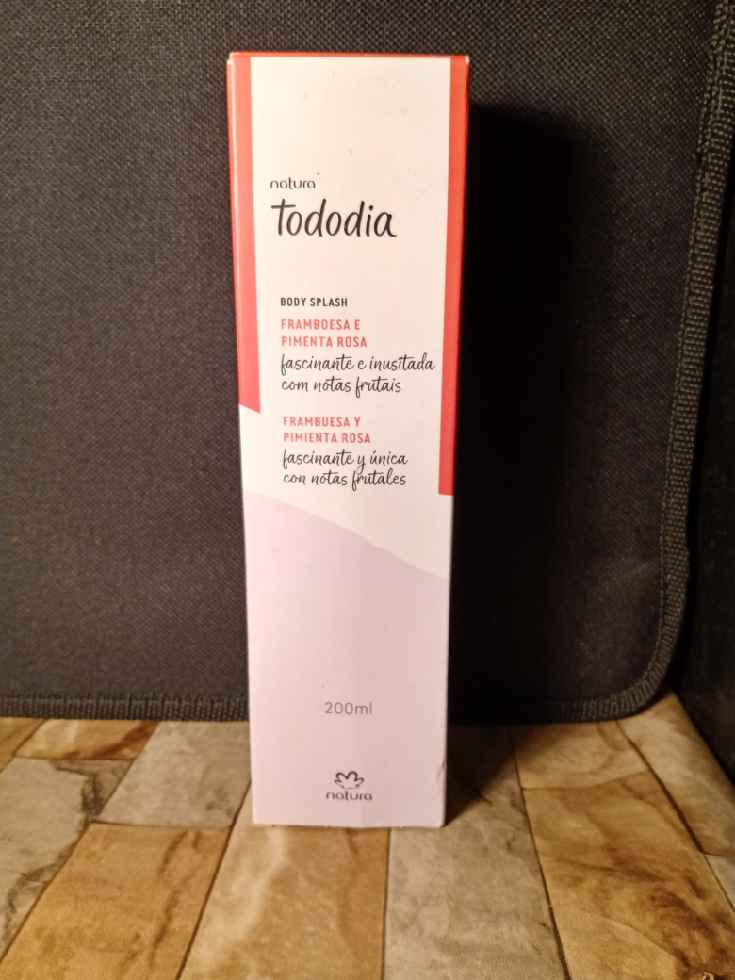 natura
Tododia
BODY SPLASH
FRAMBOESA E
PIMENTA ROSA
fascinante e inusitada
com notas frutais
FRAMBUESA Y
PIMIENTA ROSA
fascinante y única
con notas frutales
200ml
natura